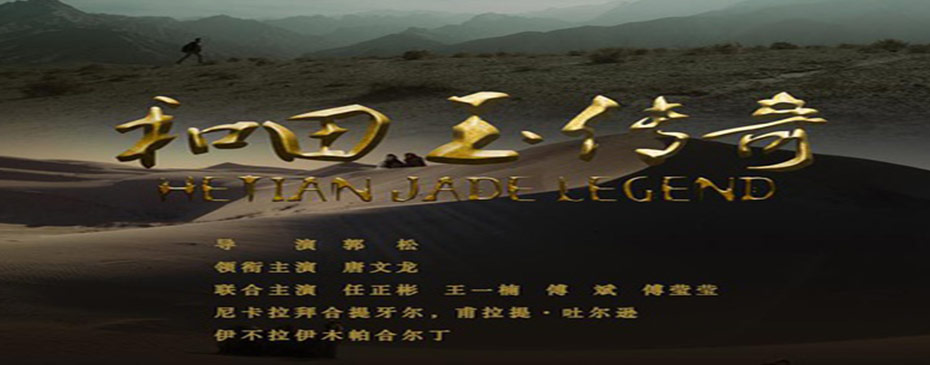 和田玉传奇
HETIAN JADE LEGEND
导 演 郭 松
领衔主演 唐文龙
联合主演 任正彬 王一楠 傅 斌 傅莹莹
尼卡拉拜合提牙尔，甫拉提·吐尔逊
伊不拉伊木帕合尔丁